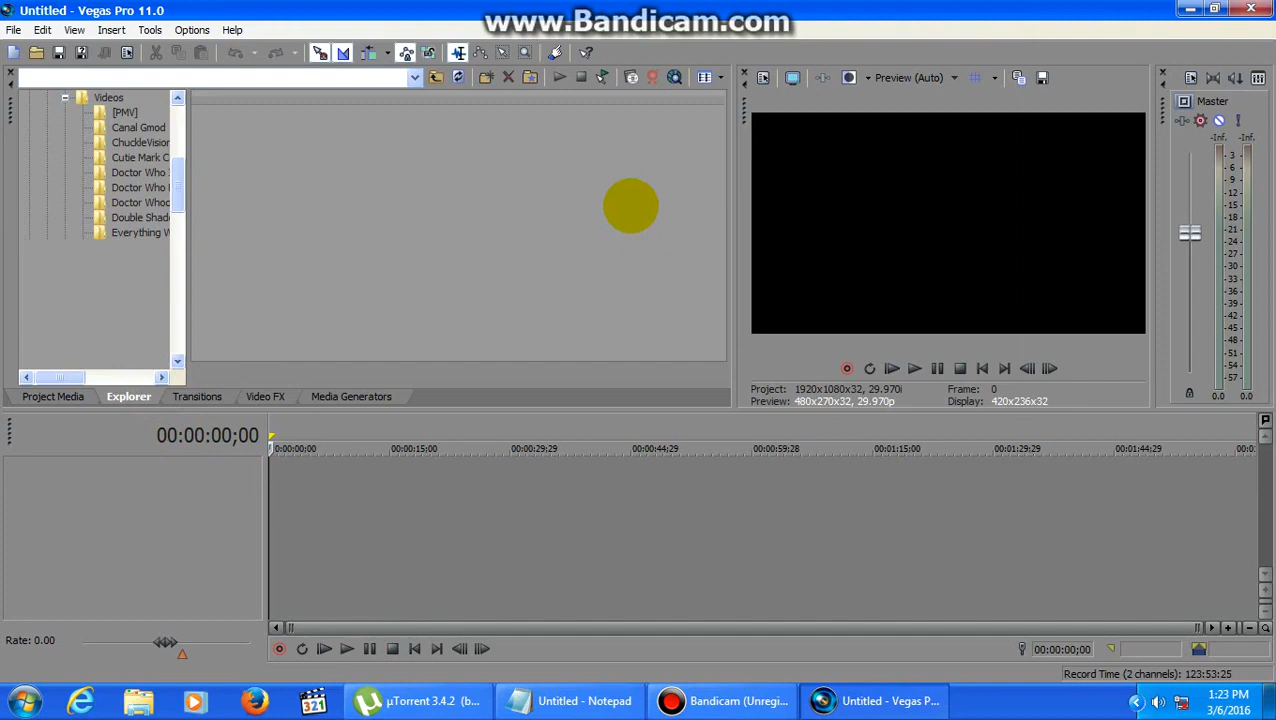 Untitled - Vegas Pro 11.0
www.Bandicam.com
File Edit View Insert Tools Options Help
Preview (Auto)
Master
Videos
[PMV]
Canal Gmod
ChuckleVision
Cutie Mark C
Doctor Who
Doctor Who
Doctor Whoo
Double Shad
Everything W
-Inf. -Inf.
3
6
9
12
15
18
21
24
27
30
33
36
39
42
45
48
51
54
57
0.0 0.0
Project: 1920x1080x32, 29.970i Frame: 0
Preview: 480x270x32, 29.970p Display: 420x236x32
Project Media Explorer Transitions Video FX Media Generators
00:00:00;00
0:00:00;00 00:00:15;00 00:00:29;29 00:00:44;29 00:00:59;28 00:01:15;00 00:01:29;29 00:01:44;29 00:0
Rate: 0.00
00:00:00;00
Record Time (2 channels): 123:53:25
321 µTorrent 3.4.2 (b... Untitled - Notepad Bandicam (Unregi... Untitled - Vegas P...
1:23 PM
3/6/2016